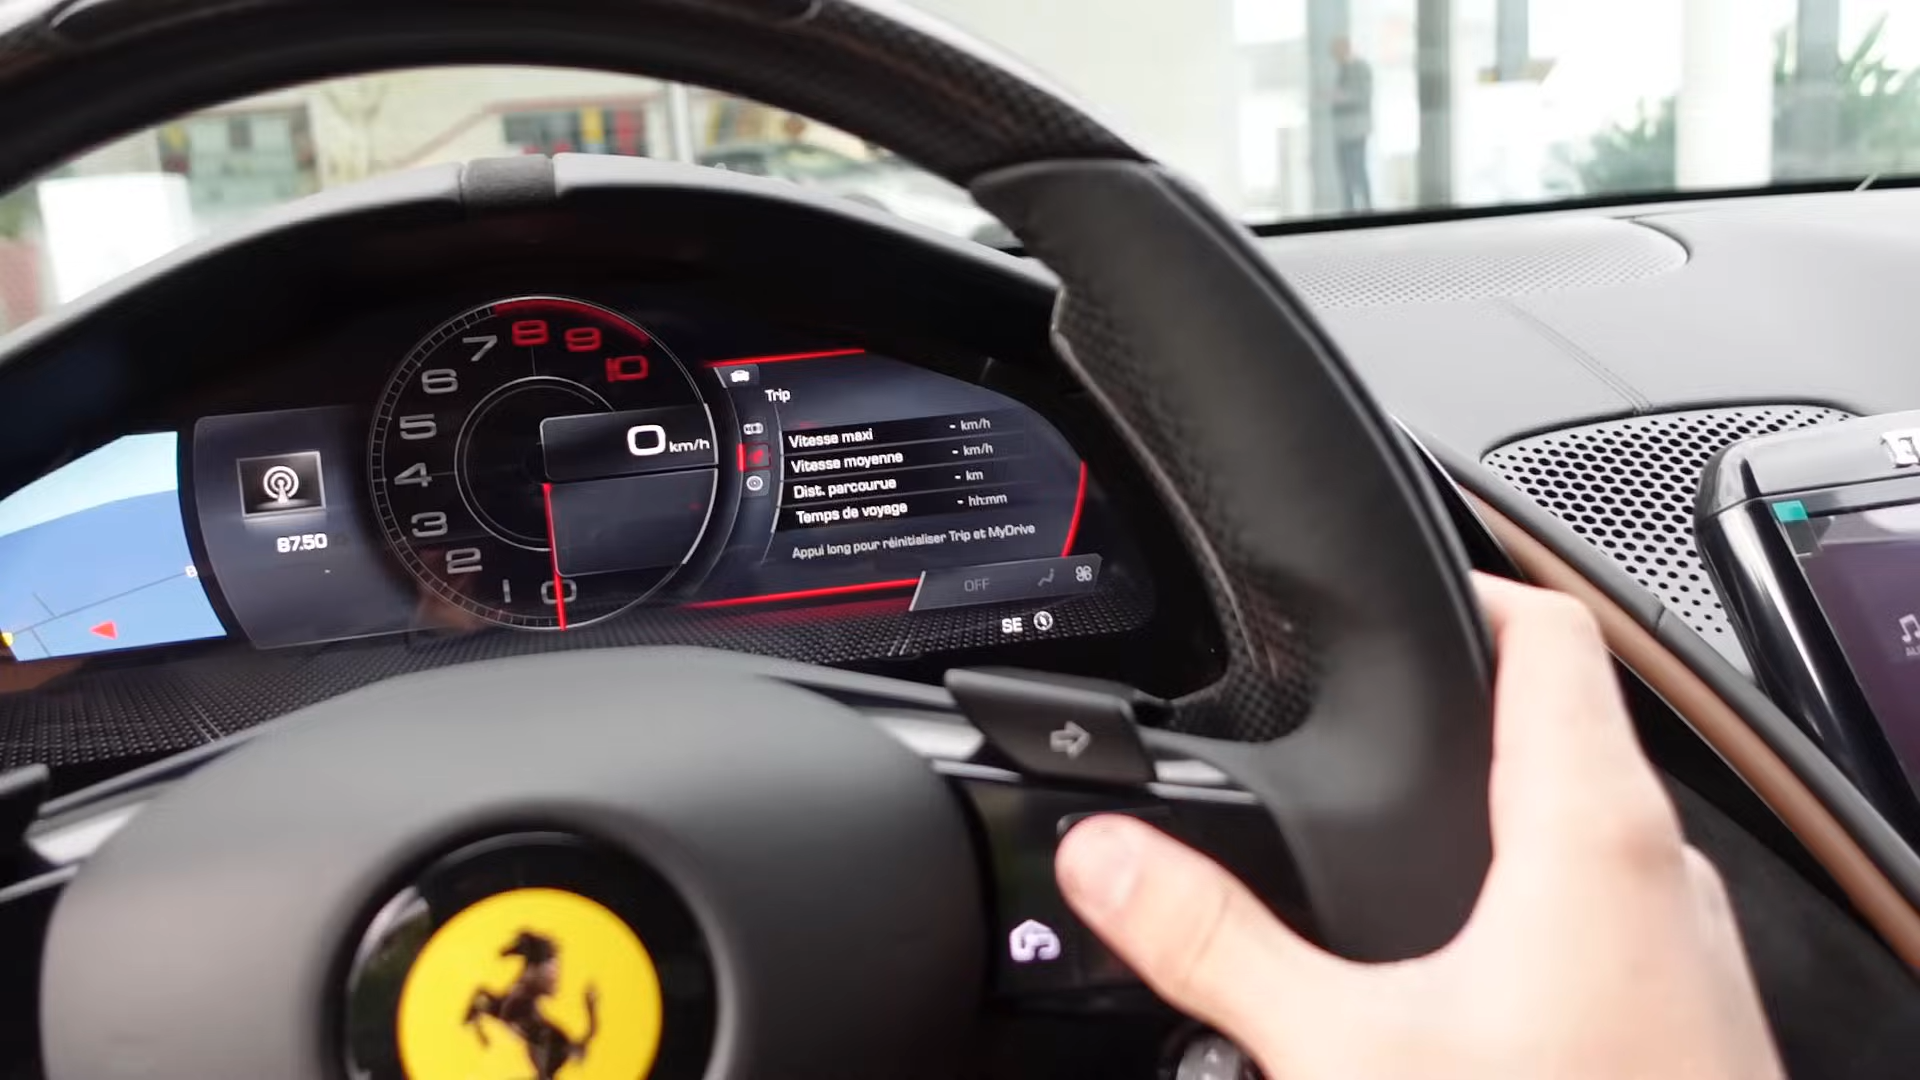 7 8 9 10
6
5
4
3
2
1 0
0 km/h
87.50
Trip
Vitesse maxi - km/h
Vitesse moyenne - km/h
Dist. parcourue - km
Temps de voyage - hh:mm
Appui long pour réinitialiser Trip et MyDrive
OFF
SE